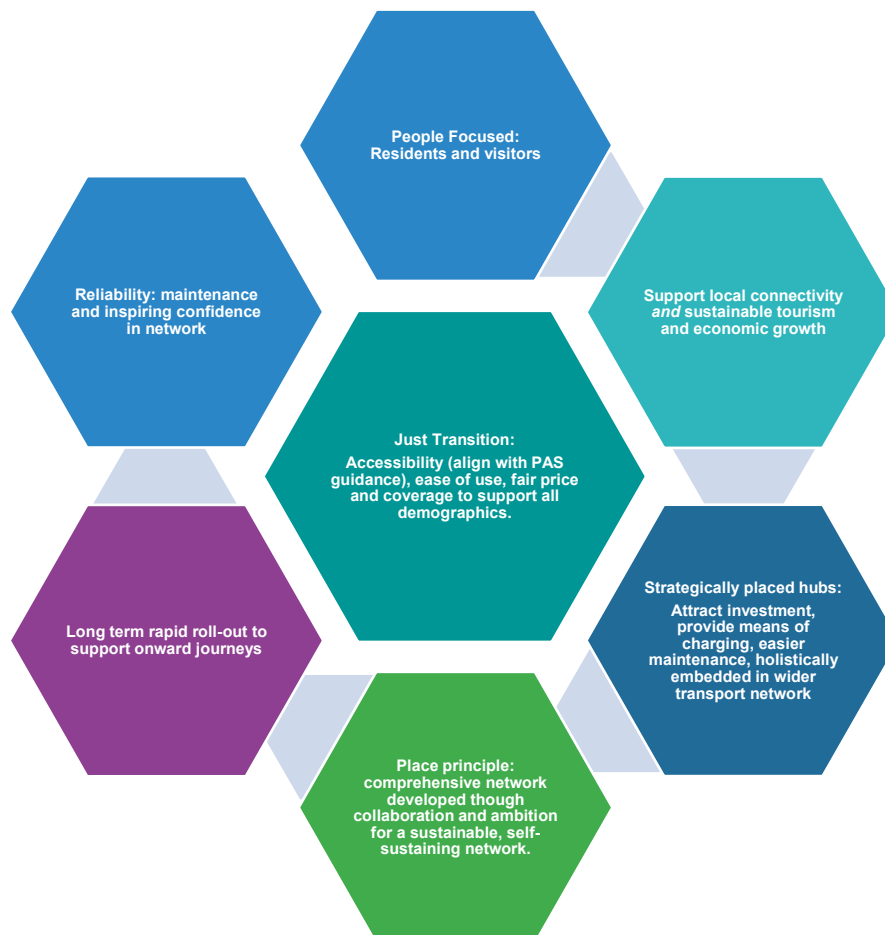 People Focused:
Residents and visitors
Reliability: maintenance
and inspiring confidence
in network
Support local connectivity
and sustainable tourism
and economic growth
Just Transition:
Accessibility (align with PAS
guidance), ease of use, fair price
and coverage to support all
demographics.
Long term rapid roll-out to
support onward journeys
Strategically placed hubs:
Attract investment,
provide means of
charging, easier
maintenance, holistically
embedded in wider
transport network
Place principle:
comprehensive network
developed though
collaboration and ambition
for a sustainable, self-
sustaining network.